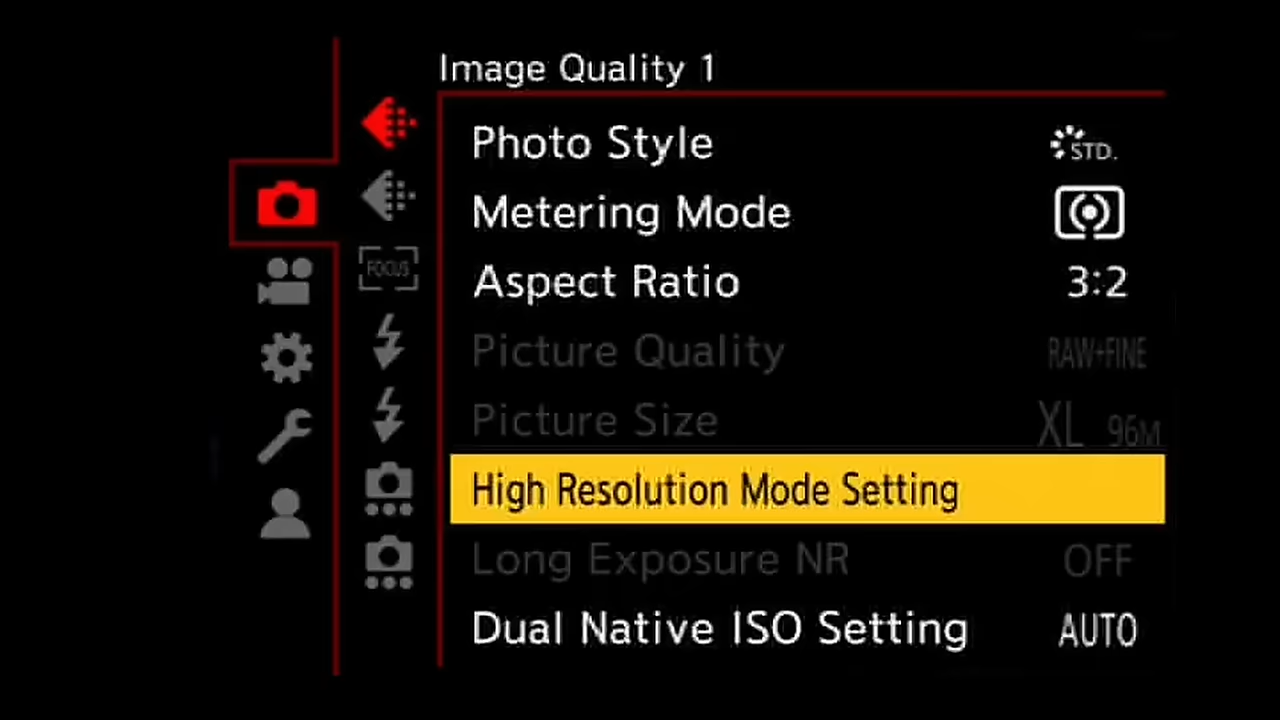 Image Quality 1
Photo Style STD.
Metering Mode
Aspect Ratio 3:2
FOCUS
Picture Quality RAW+FINE
Picture Size XL 96M
High Resolution Mode Setting
Long Exposure NR OFF
Dual Native ISO Setting AUTO